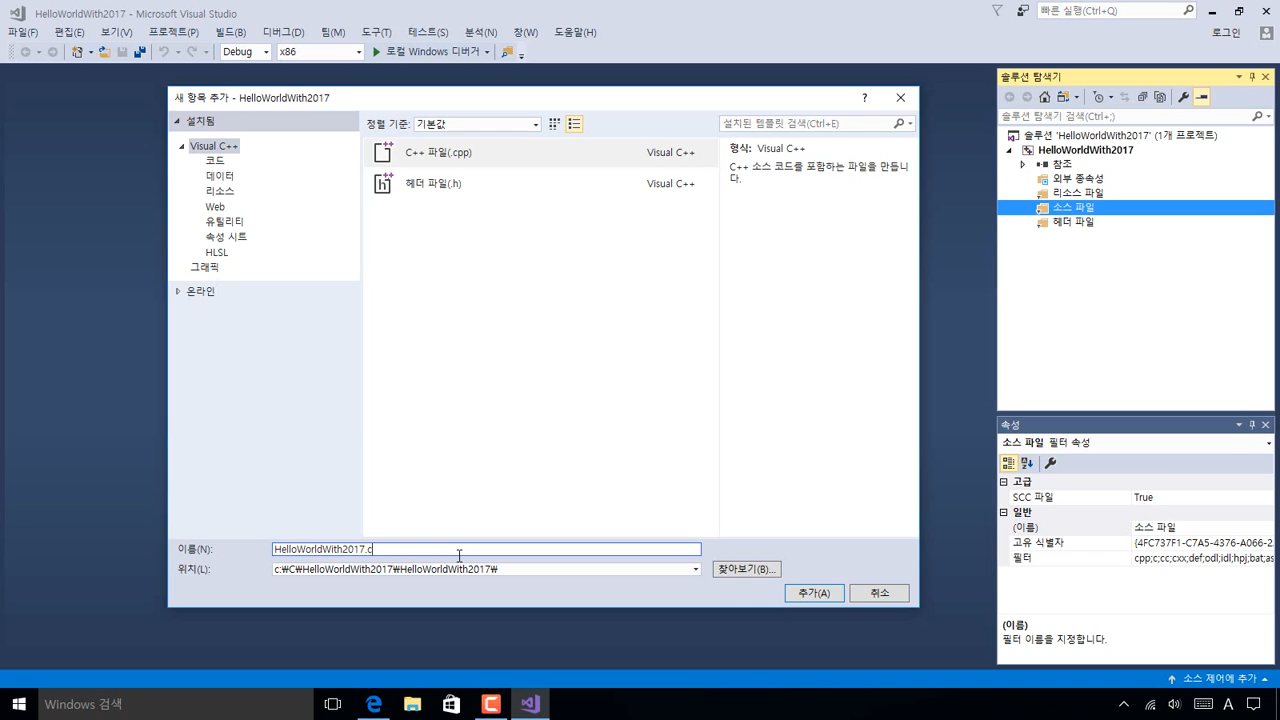 HelloWorldWith2017 - Microsoft Visual Studio
빠른 실행(Ctrl+Q)
파일(F) 편집(E) 보기(V) 프로젝트(P) 빌드(B) 디버그(D) 팀(M) 도구(T) 테스트(S) 분석(N) 창(W) 도움말(H)
로그인
Debug x86 로컬 Windows 디버거
새 항목 추가 - HelloWorldWith2017
?
설치됨
정렬 기준: 기본값
설치된 템플릿 검색(Ctrl+E)
Visual C++
코드
데이터
리소스
Web
유틸리티
속성 시트
HLSL
그래픽
온라인
C++ 파일(.cpp) Visual C++
헤더 파일(.h) Visual C++
형식: Visual C++
C++ 소스 코드를 포함하는 파일을 만듭니
다.
이름(N): HelloWorldWith2017.c
위치(L): c:₩C₩HelloWorldWith2017₩HelloWorldWith2017₩
찾아보기(B)...
추가(A) 취소
솔루션 탐색기
솔루션 탐색기 검색(Ctrl+;)
솔루션 'HelloWorldWith2017' (1개 프로젝트)
HelloWorldWith2017
참조
외부 종속성
리소스 파일
소스 파일
헤더 파일
속성
소스 파일 필터 속성
고급
SCC 파일 True
일반
(이름) 소스 파일
고유 식별자 {4FC737F1-C7A5-4376-A066-2
필터 cpp;c;cc;cxx;def;odl;idl;hpj;bat;as
(이름)
필터 이름을 지정합니다.
소스 제어에 추가
Windows 검색
A